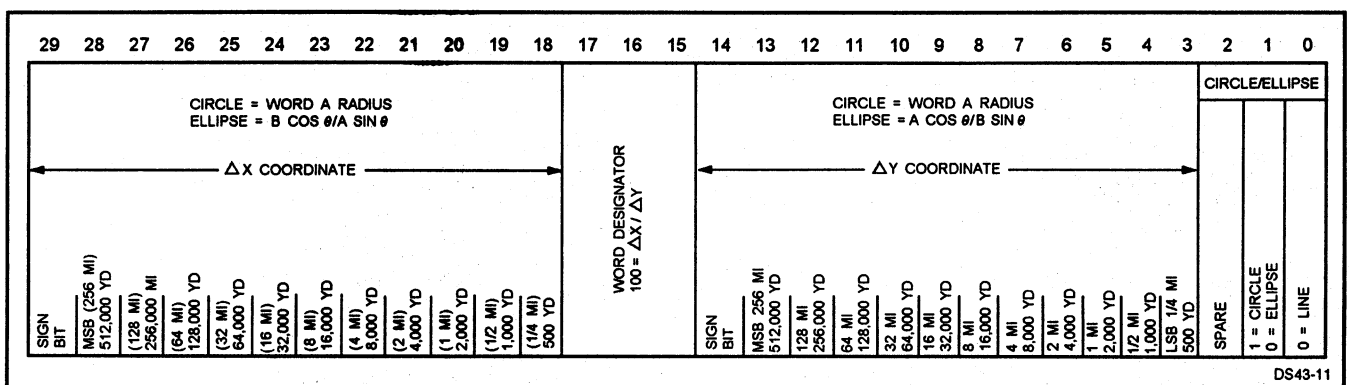 29 28 27 26 25 24 23 22 21 20 19 18 17 16 15 14 13 12 11 10 9 8 7 6 5 4 3 2 1 0
CIRCLE = WORD A RADIUS
ELLIPSE = B COS θ/A SIN θ
△X COORDINATE
SIGN
BIT
MSB (256 MI)
512,000 YD
(128 MI)
256,000 MI
(64 MI)
128,000 YD
(32 MI)
64,000 YD
(16 MI)
32,000 YD
(8 MI)
16,000 YD
(4 MI)
8,000 YD
(2 MI)
4,000 YD
(1 MI)
2,000 YD
(1/2 MI)
1,000 YD
(1/4 MI)
500 YD
WORD DESIGNATOR
100 = △X / △Y
CIRCLE = WORD A RADIUS
ELLIPSE = A COS θ/B SIN θ
△Y COORDINATE
SIGN
BIT
MSB 256 MI
512,000 YD
128 MI
256,000 YD
64 MI
128,000 YD
32 MI
64,000 YD
16 MI
32,000 YD
8 MI
16,000 YD
4 MI
8,000 YD
2 MI
4,000 YD
1 MI
2,000 YD
1/2 MI
1,000 YD
LSB 1/4 MI
500 YD
CIRCLE/ELLIPSE
SPARE
1 = CIRCLE
0 = ELLIPSE
0 = LINE
DS43-11